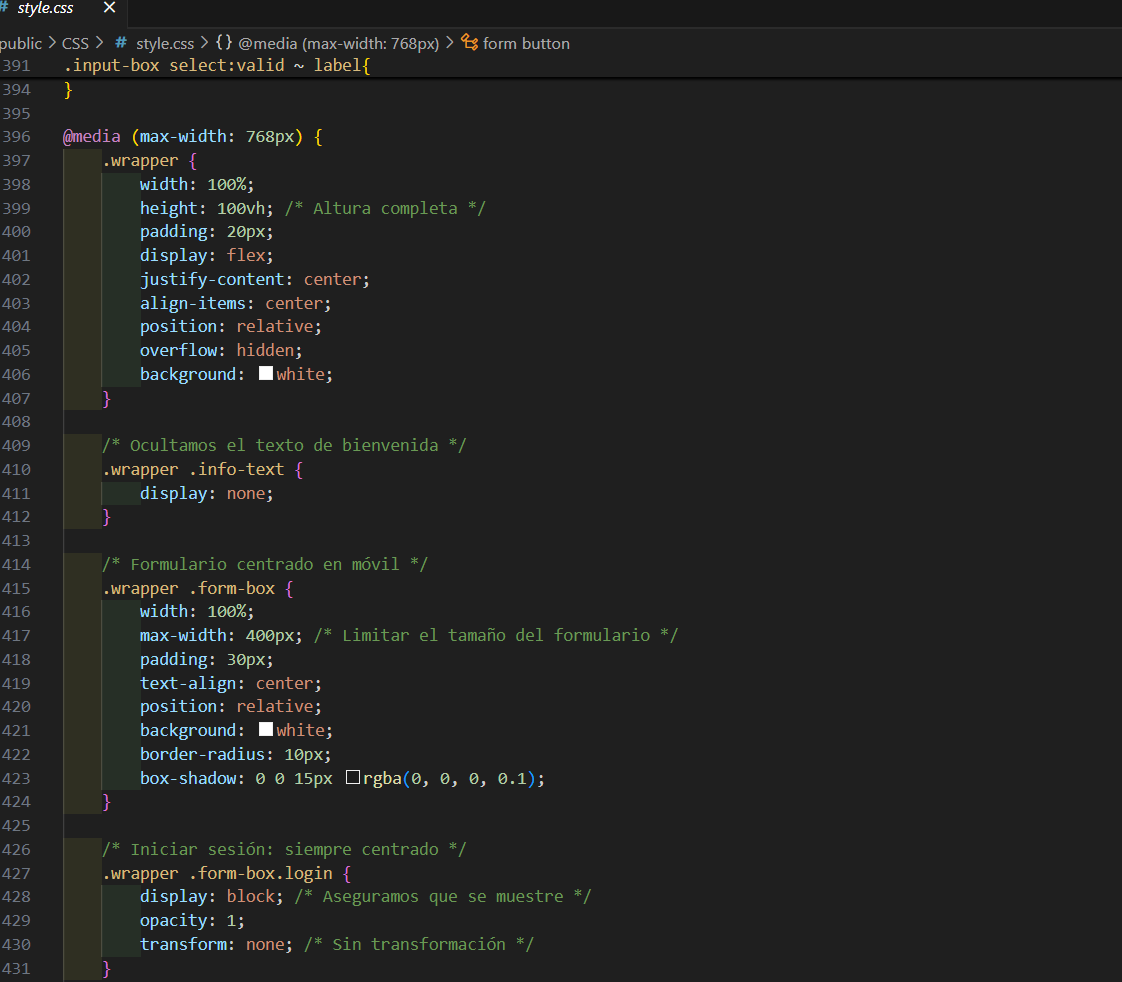 # style.css ×
public > CSS > # style.css > {} @media (max-width: 768px) > form button
391 .input-box select:valid ~ label{
394 }
395
396 @media (max-width: 768px) {
397 .wrapper {
398 width: 100%;
399 height: 100vh; /* Altura completa */
400 padding: 20px;
401 display: flex;
402 justify-content: center;
403 align-items: center;
404 position: relative;
405 overflow: hidden;
406 background: white;
407 }
408
409 /* Ocultamos el texto de bienvenida */
410 .wrapper .info-text {
411 display: none;
412 }
413
414 /* Formulario centrado en móvil */
415 .wrapper .form-box {
416 width: 100%;
417 max-width: 400px; /* Limitar el tamaño del formulario */
418 padding: 30px;
419 text-align: center;
420 position: relative;
421 background: white;
422 border-radius: 10px;
423 box-shadow: 0 0 15px rgba(0, 0, 0, 0.1);
424 }
425
426 /* Iniciar sesión: siempre centrado */
427 .wrapper .form-box.login {
428 display: block; /* Aseguramos que se muestre */
429 opacity: 1;
430 transform: none; /* Sin transformación */
431 }